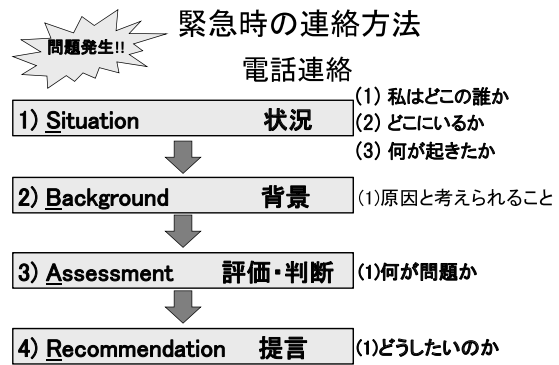 緊急時の連絡方法
問題発生!!
電話連絡
1) Situation 状況
(1) 私はどこの誰か
(2) どこにいるか
(3) 何が起きたか
2) Background 背景
(1)原因と考えられること
3) Assessment 評価・判断
(1)何が問題か
4) Recommendation 提言
(1)どうしたいのか